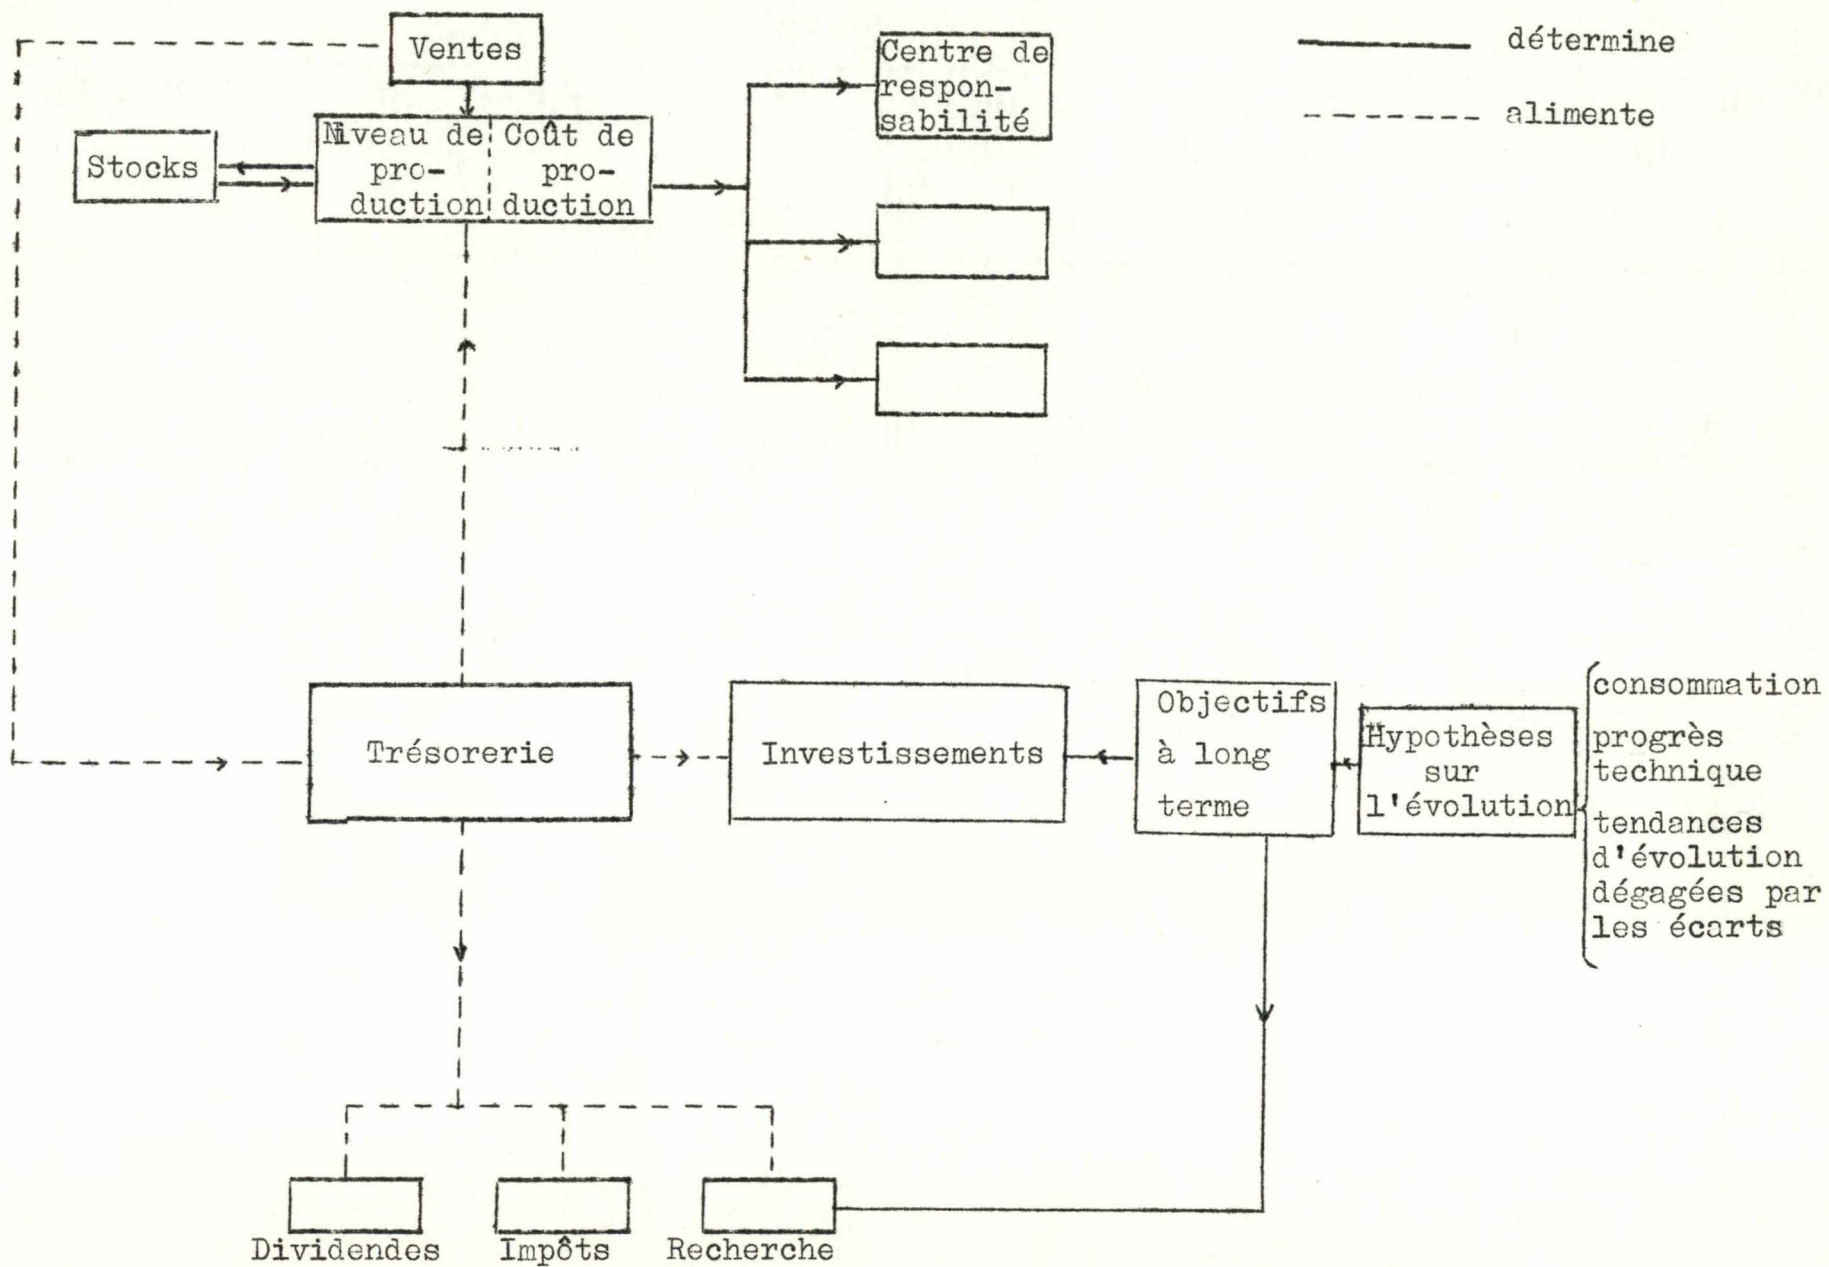 Ventes
Centre de
respon-
sabilité
détermine
alimente
Stocks
Niveau de
pro-
duction
Coût de
pro-
duction
Trésorerie
Investissements
Objectifs
à long
terme
Hypothèses
sur
l'évolution
consommation
progrès
technique
tendances
d'évolution
dégagées par
les écarts
Dividendes
Impôts
Recherche